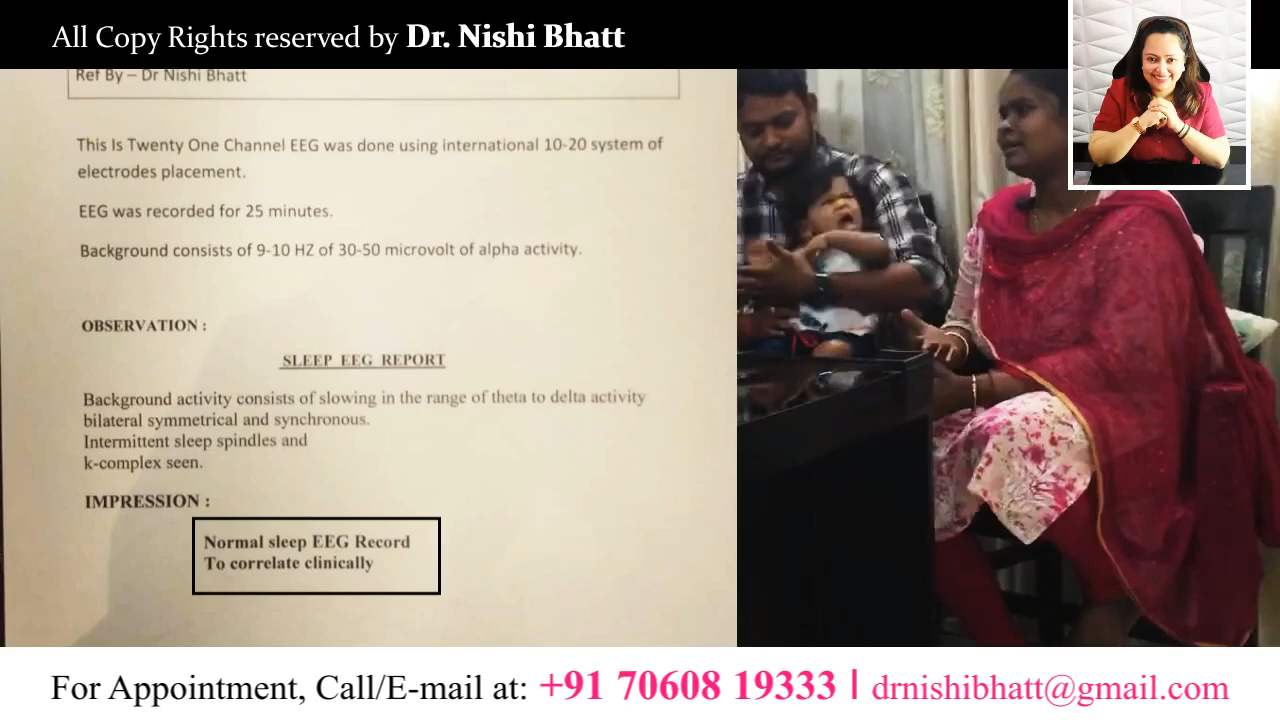 All Copy Rights reserved by Dr. Nishi Bhatt
Ref By – Dr Nishi Bhatt
This Is Twenty One Channel EEG was done using international 10-20 system of
electrodes placement.
EEG was recorded for 25 minutes.
Background consists of 9-10 HZ of 30-50 microvolt of alpha activity.
OBSERVATION :
SLEEP EEG REPORT
Background activity consists of slowing in the range of theta to delta activity
bilateral symmetrical and synchronous.
Intermittent sleep spindles and
k-complex seen.
IMPRESSION :
Normal sleep EEG Record
To correlate clinically
For Appointment, Call/E-mail at: +91 70608 19333 | drnishibhatt@gmail.com